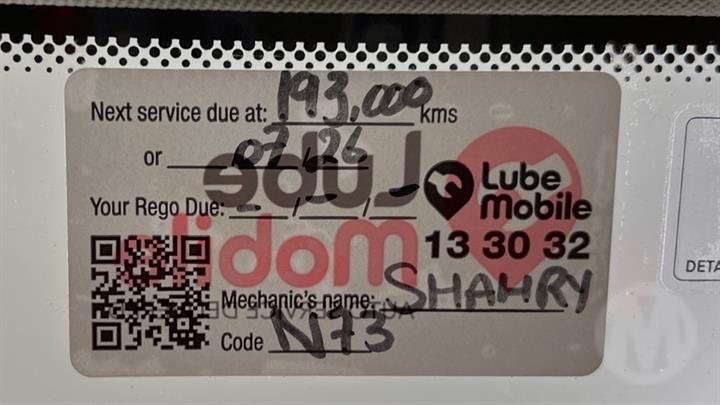 Next service due at: 193,000 kms
or 07/26
Your Rego Due: - / - / -
Lube
Mobile
13 30 32
Mechanic's name: SHAHRY
Code N73
DETA